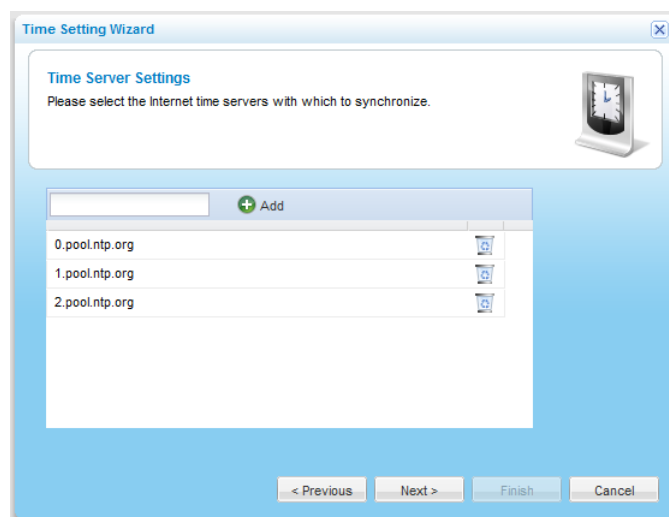 Time Setting Wizard
Time Server Settings
Please select the Internet time servers with which to synchronize.
Add
0.pool.ntp.org
1.pool.ntp.org
2.pool.ntp.org
< Previous Next > Finish Cancel